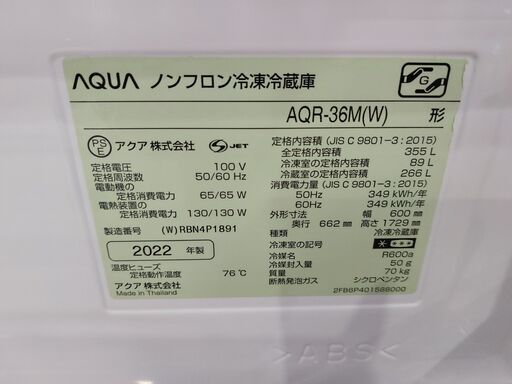 AQUA ノンフロン冷凍冷蔵庫
G
AQR-36M(W) 形
PS E アクア 株式会社 S JET
定格電圧 100 V
定格周波数 50/60 Hz
電動機の
定格消費電力 65/65 W
電熱装置の
定格消費電力 130/130 W
製造番号 (W)RBN4P1891
2022 年製
温度ヒューズ
定格動作温度 76℃
アクア 株式会社
Made in Thailand
定格内容積 (JIS C 9801-3 : 2015)
全定格内容積 355 L
冷凍室の定格内容積 89 L
冷蔵室の定格内容積 266 L
消費電力量 (JIS C 9801-3 : 2015)
50Hz 349 kWh/年
60Hz 349 kWh/年
外形寸法 幅 600 mm
奥行 662 mm 高さ 1729 mm
種類 冷凍冷蔵庫
冷凍室の記号 * ***
冷媒名 R600a
冷媒封入量 50 g
質量 70 kg
断熱発泡ガス シクロペンタン
2FB6P401588000
>ABS<